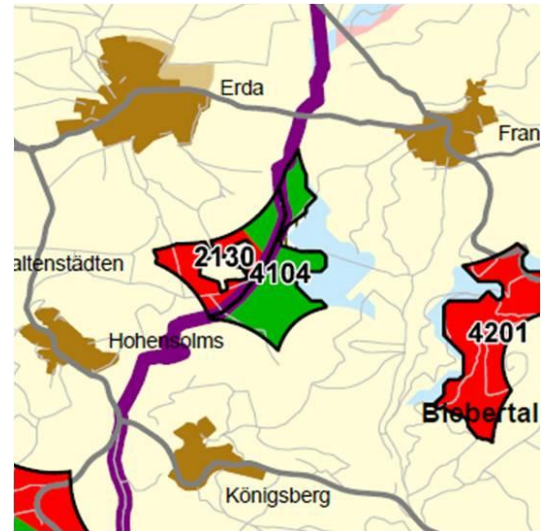 Erda
Fran
2130
4104
altenstädten
Hohensolms
4201
Biebertal
Königsberg